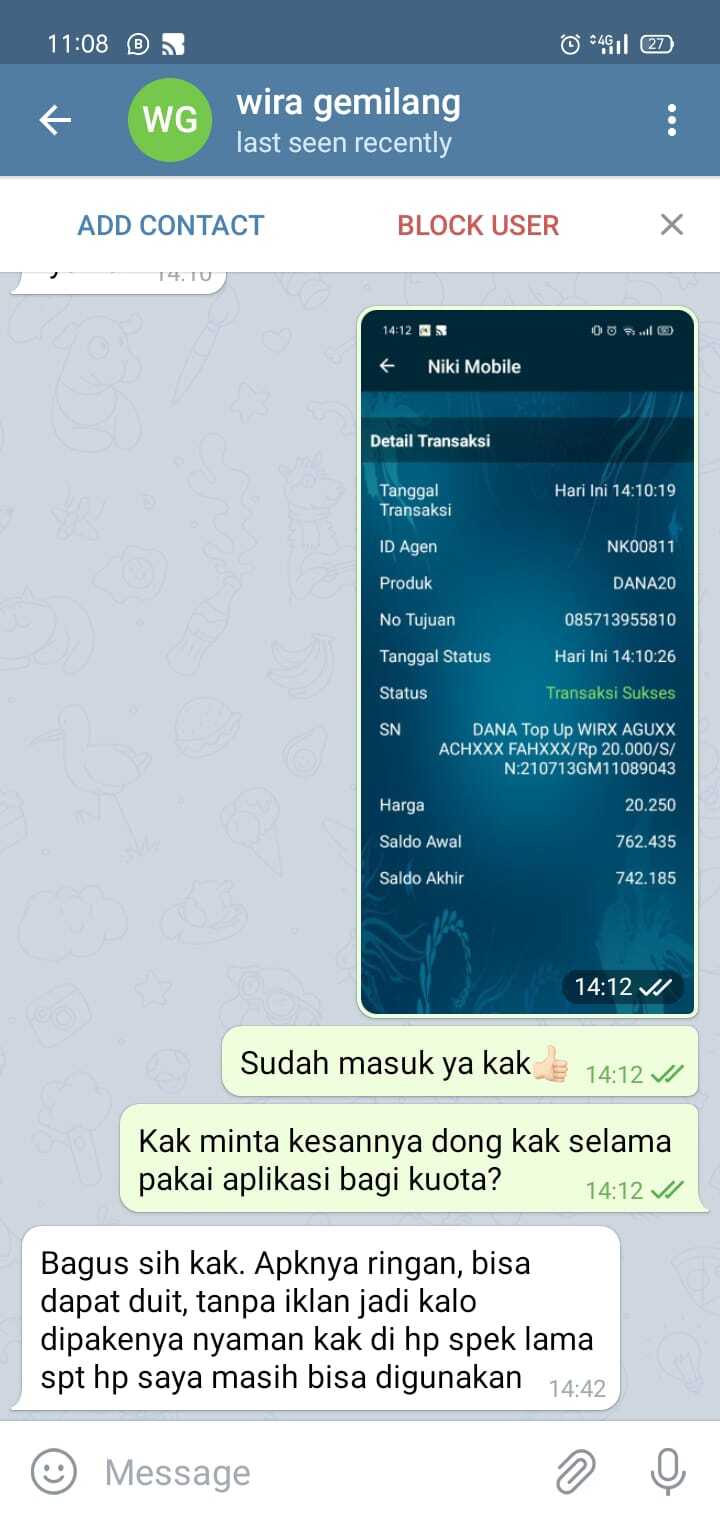 11:08 B 4G 27
WG wira gemilang
last seen recently
ADD CONTACT BLOCK USER
14:10
14:12
Niki Mobile
Detail Transaksi
Tanggal Transaksi Hari Ini 14:10:19
ID Agen NK00811
Produk DANA20
No Tujuan 085713955810
Tanggal Status Hari Ini 14:10:26
Status Transaksi Sukses
SN DANA Top Up WIRX AGUXX
ACHXXX FAHXXX/Rp 20.000/S/
N:210713GM11089043
Harga 20.250
Saldo Awal 762.435
Saldo Akhir 742.185
14:12
Sudah masuk ya kak👍🏻 14:12
Kak minta kesannya dong kak selama
pakai aplikasi bagi kuota? 14:12
Bagus sih kak. Apknya ringan, bisa
dapat duit, tanpa iklan jadi kalo
dipakenya nyaman kak di hp spek lama
spt hp saya masih bisa digunakan 14:42
Message